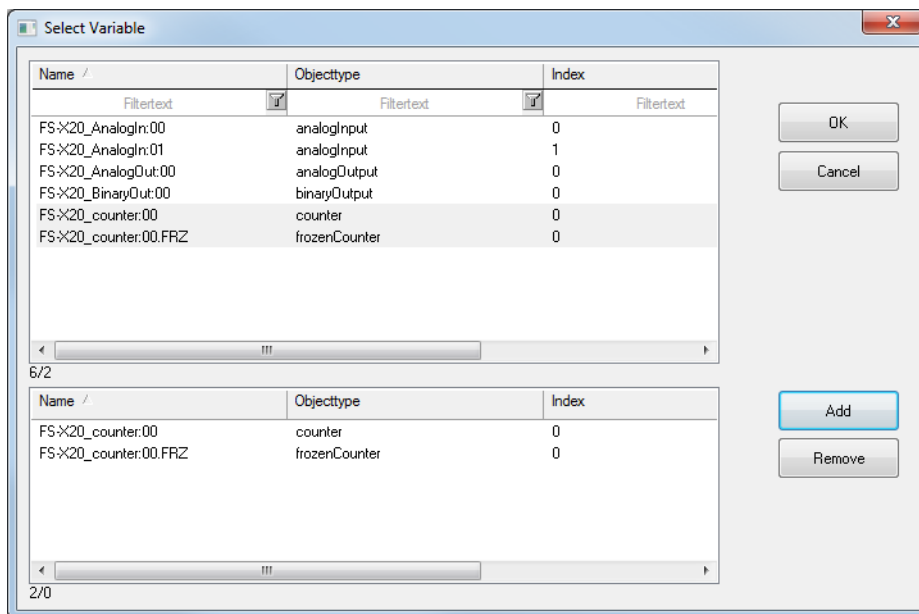 Select Variable
Name Objecttype Index
Filtertext Filtertext Filtertext
FS-X20_AnalogIn:00 analogInput 0
FS-X20_AnalogIn:01 analogInput 1
FS-X20_AnalogOut:00 analogOutput 0
FS-X20_BinaryOut:00 binaryOutput 0
FS-X20_counter:00 counter 0
FS-X20_counter:00.FRZ frozenCounter 0
OK
Cancel
6/2
Name Objecttype Index
FS-X20_counter:00 counter 0
FS-X20_counter:00.FRZ frozenCounter 0
Add
Remove
2/0